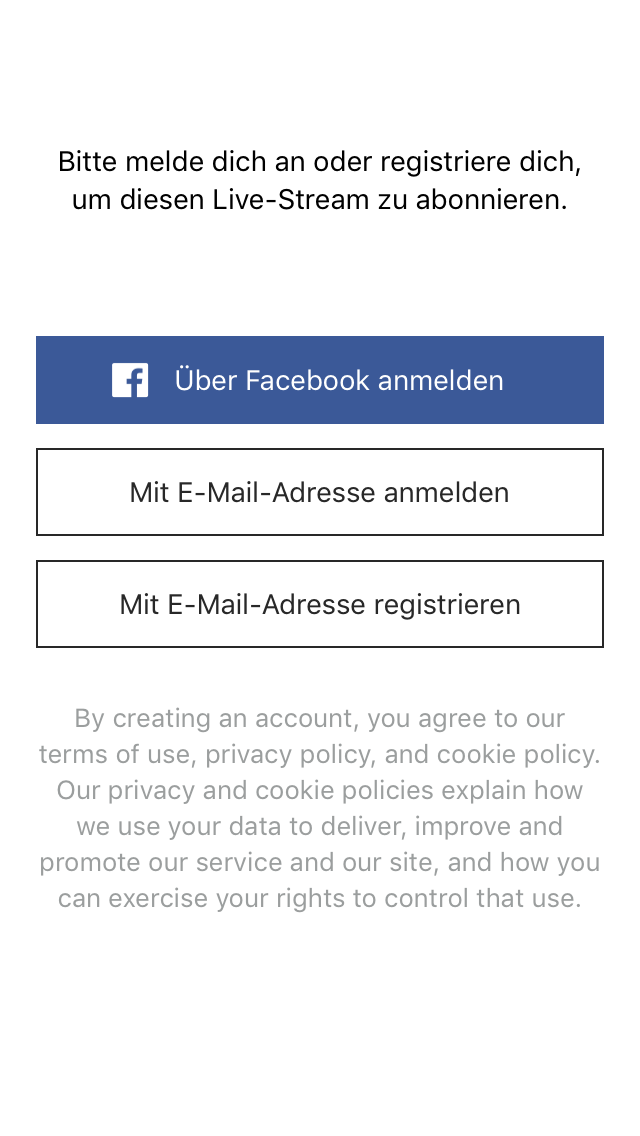 Bitte melde dich an oder registriere dich,
um diesen Live-Stream zu abonnieren.
Über Facebook anmelden
Mit E-Mail-Adresse anmelden
Mit E-Mail-Adresse registrieren
By creating an account, you agree to our
terms of use, privacy policy, and cookie policy.
Our privacy and cookie policies explain how
we use your data to deliver, improve and
promote our service and our site, and how you
can exercise your rights to control that use.